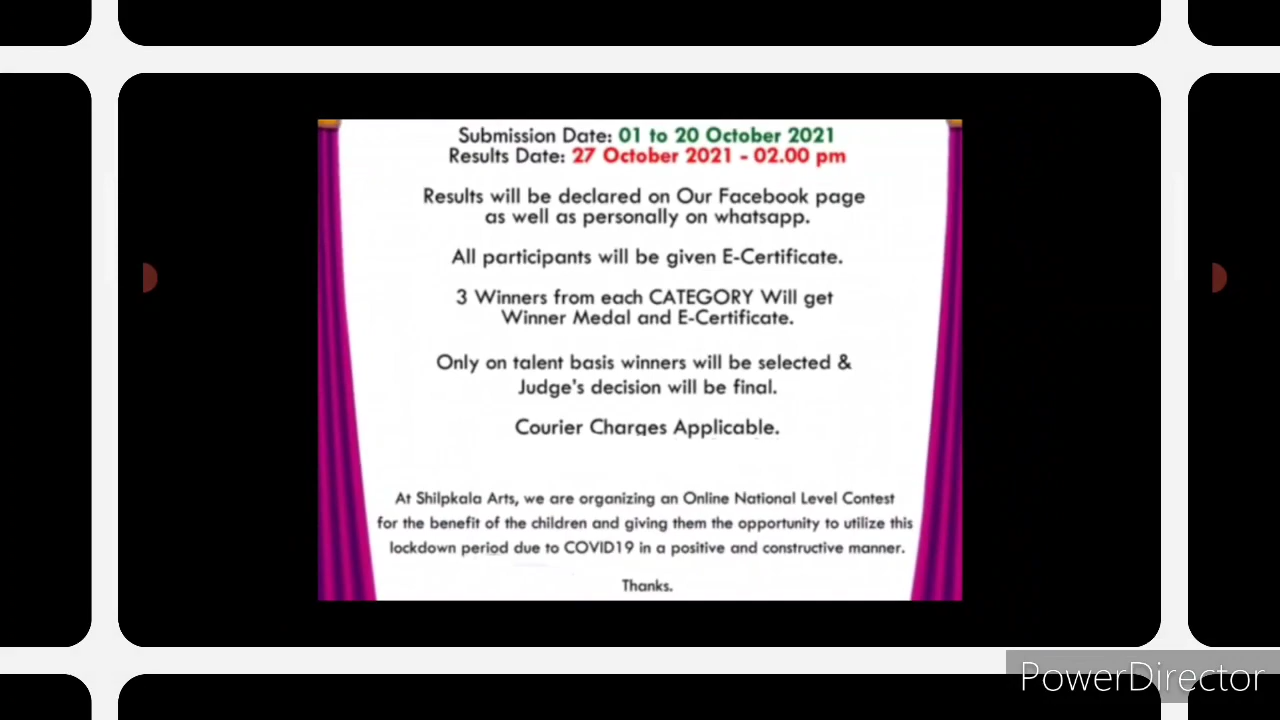 Submission Date: 01 to 20 October 2021
Results Date: 27 October 2021 - 02.00 pm
Results will be declared on Our Facebook page
as well as personally on whatsapp.
All participants will be given E-Certificate.
3 Winners from each CATEGORY Will get
Winner Medal and E-Certificate.
Only on talent basis winners will be selected &
Judge's decision will be final.
Courier Charges Applicable.
At Shilpkala Arts, we are organizing an Online National Level Contest
for the benefit of the children and giving them the opportunity to utilize this
lockdown period due to COVID19 in a positive and constructive manner.
Thanks.
PowerDirector